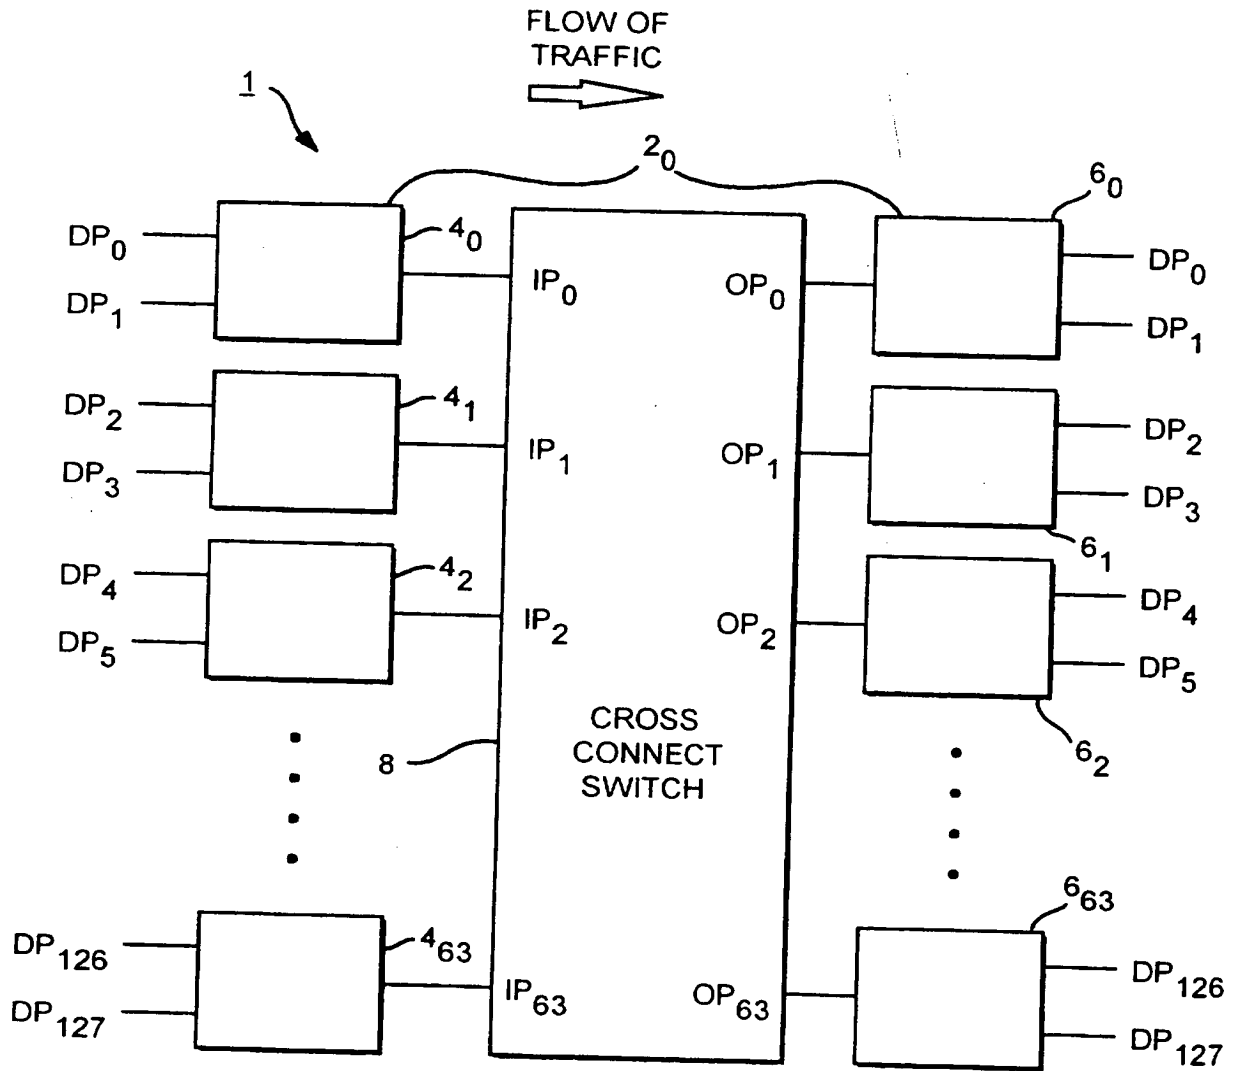 FLOW OF
TRAFFIC
1
2₀
6₀
DP₀
4₀
DP₀
IP₀
OP₀
DP₁
DP₁
DP₂
4₁
DP₂
IP₁
OP₁
DP₃
DP₃
6₁
DP₄
4₂
DP₄
IP₂
OP₂
DP₅
DP₅
6₂
8
CROSS
CONNECT
SWITCH
6₆₃
DP₁₂₆
4₆₃
DP₁₂₆
IP₆₃
OP₆₃
DP₁₂₇
DP₁₂₇